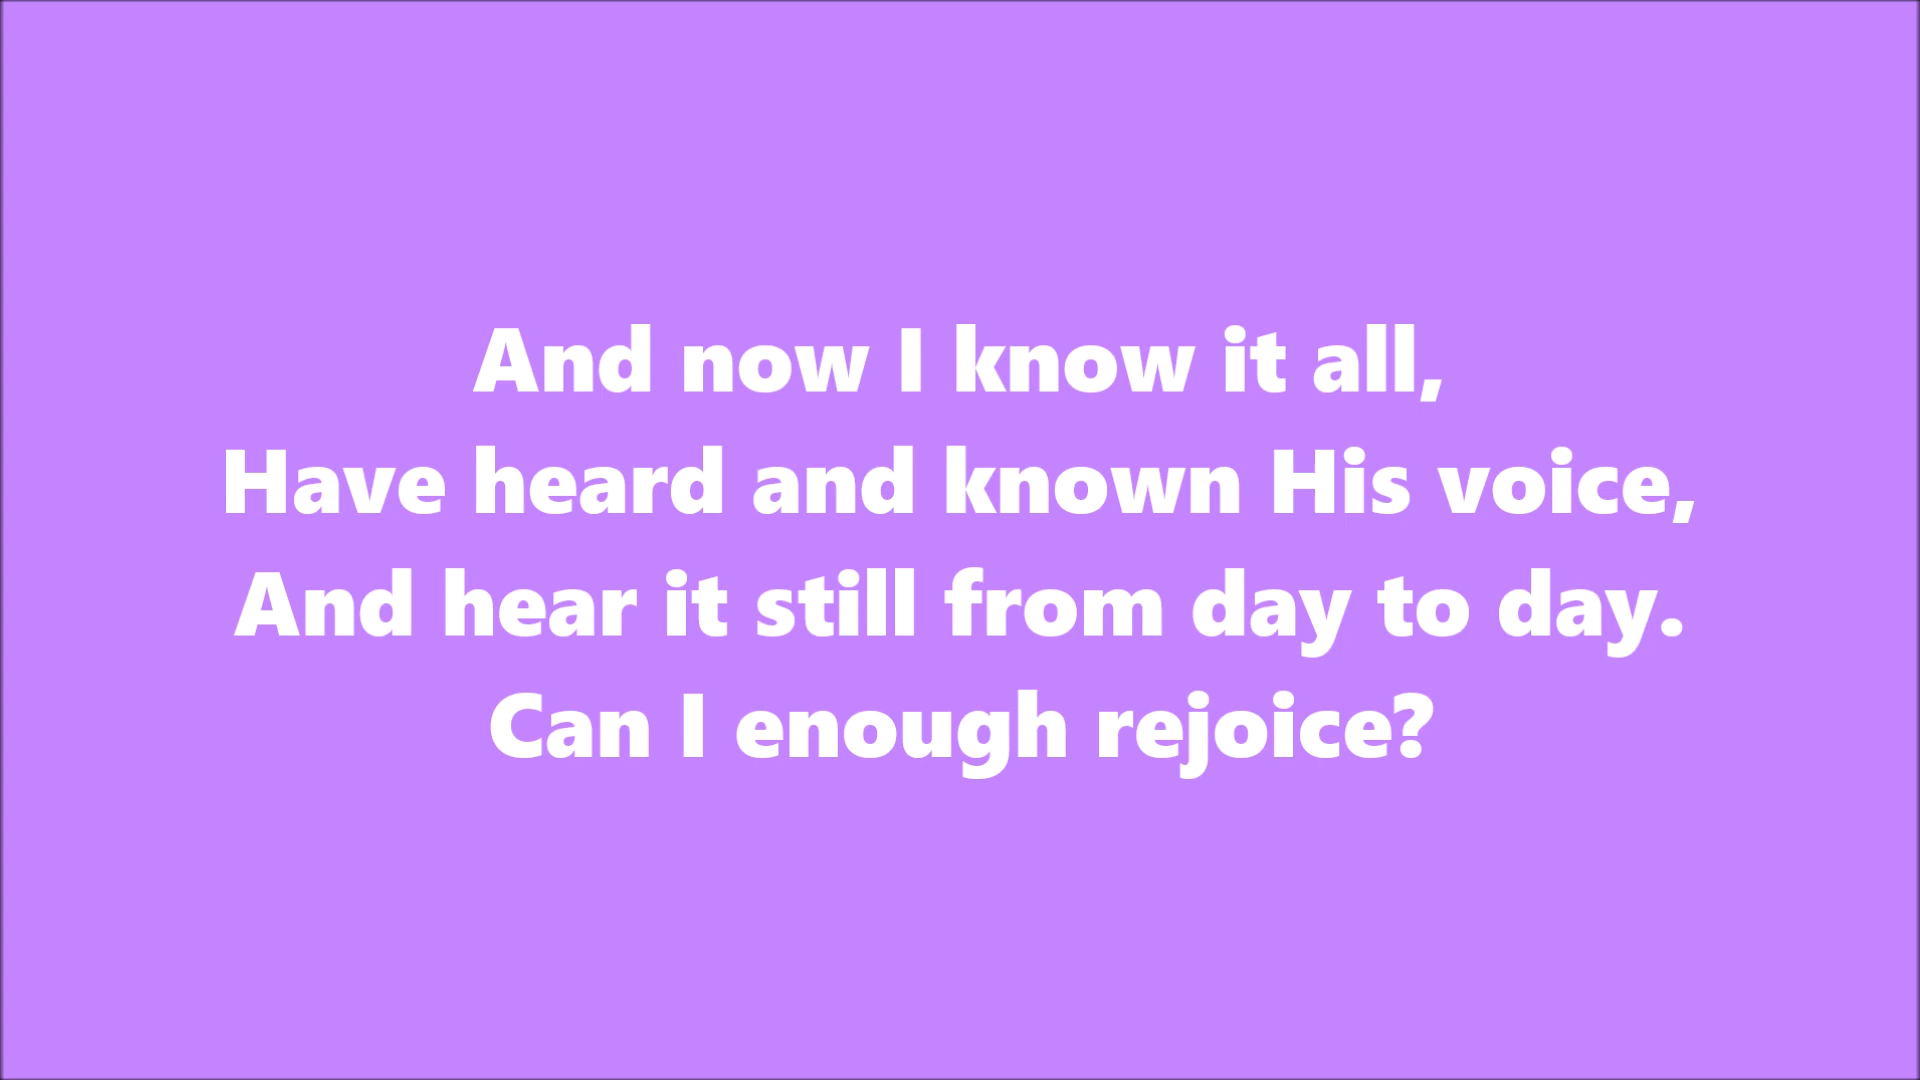 And now I know it all,
Have heard and known His voice,
And hear it still from day to day.
Can I enough rejoice?